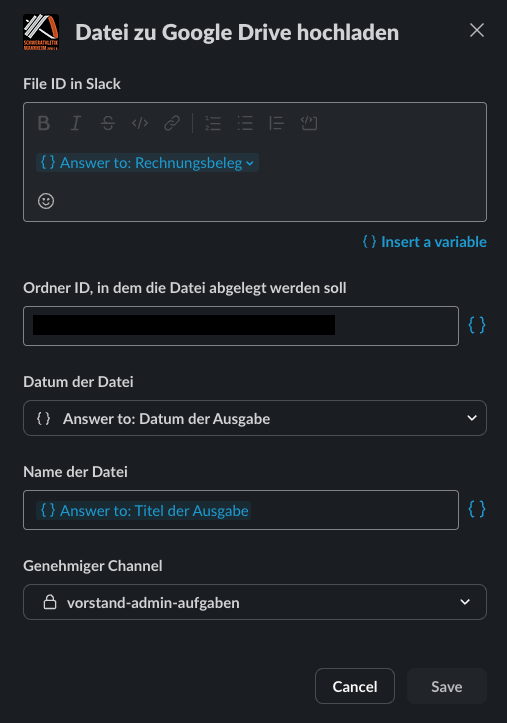 Datei zu Google Drive hochladen
File ID in Slack
{} Answer to: Rechnungsbeleg
{} Insert a variable
Ordner ID, in dem die Datei abgelegt werden soll
{}
Datum der Datei
{} Answer to: Datum der Ausgabe
Name der Datei
{} Answer to: Titel der Ausgabe
{}
Genehmiger Channel
vorstand-admin-aufgaben
Cancel
Save